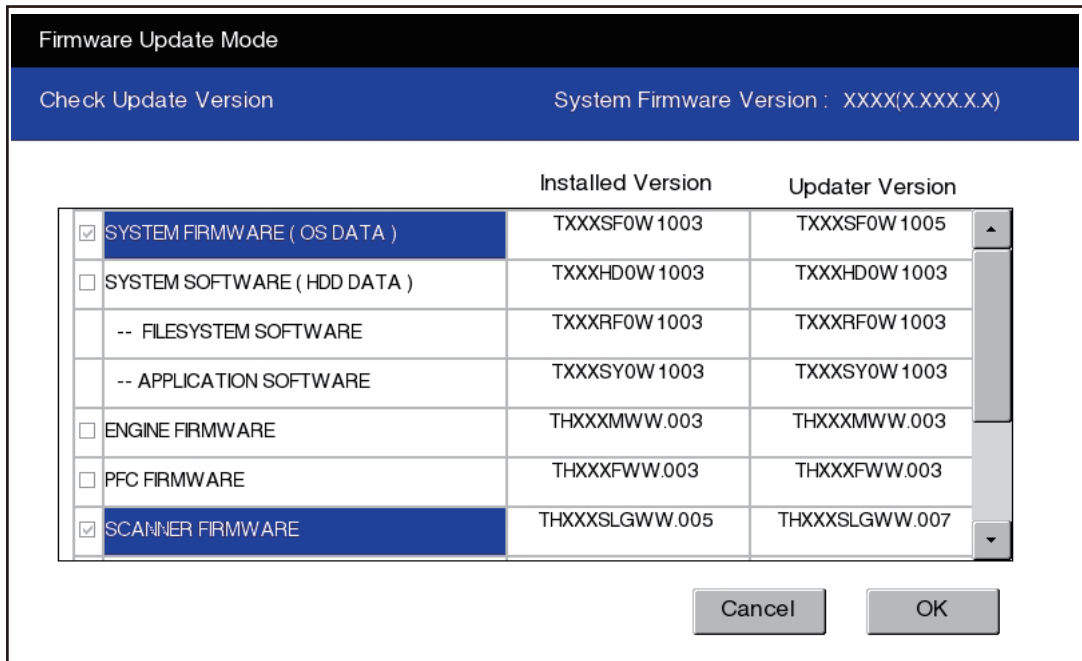 Firmware Update Mode
Check Update Version System Firmware Version : XXXX(X.XXX.X.X)
Installed Version Updater Version
SYSTEM FIRMWARE ( OS DATA ) TXXXSF0W1003 TXXXSF0W1005
SYSTEM SOFTWARE ( HDD DATA ) TXXXHD0W1003 TXXXHD0W1003
-- FILESYSTEM SOFTWARE TXXXRF0W1003 TXXXRF0W1003
-- APPLICATION SOFTWARE TXXXSY0W1003 TXXXSY0W1003
ENGINE FIRMWARE THXXXMWW.003 THXXXMWW.003
PFC FIRMWARE THXXXFWW.003 THXXXFWW.003
SCANNER FIRMWARE THXXXSLGWW.005 THXXXSLGWW.007
Cancel OK